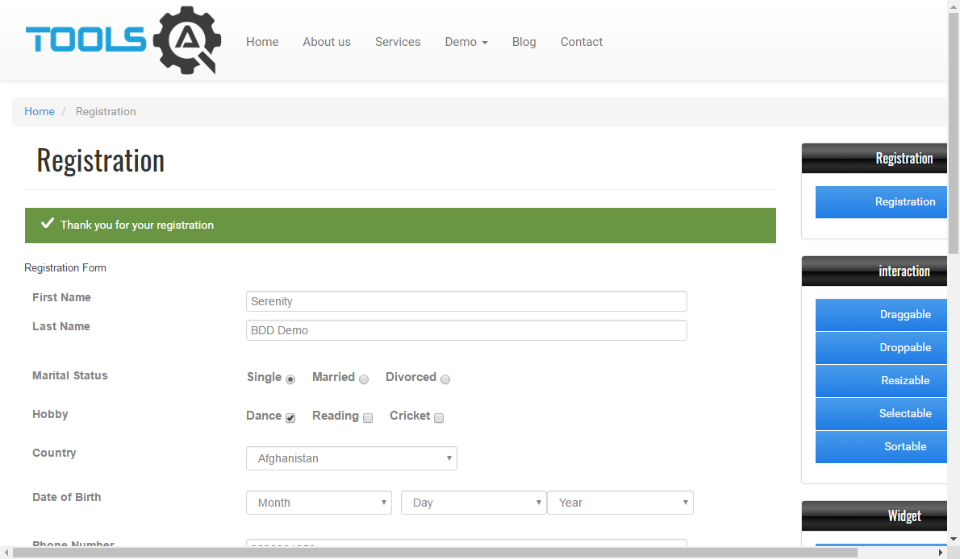 TOOLS
Home About us Services Demo Blog Contact
Home / Registration
Registration
Thank you for your registration
Registration Form
First Name Serenity
Last Name BDD Demo
Marital Status Single Married Divorced
Hobby Dance Reading Cricket
Country Afghanistan
Date of Birth Month Day Year
Phone Number
Registration
Registration
interaction
Draggable
Droppable
Resizable
Selectable
Sortable
Widget